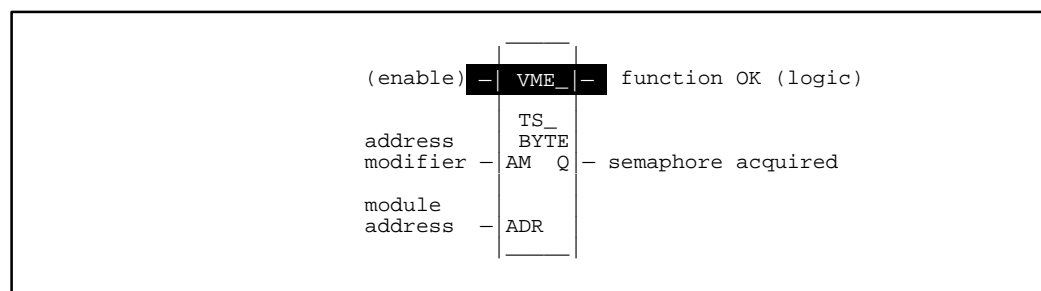 (enable) VME_ function OK (logic)
TS_
address BYTE
modifier AM Q semaphore acquired
module
address ADR